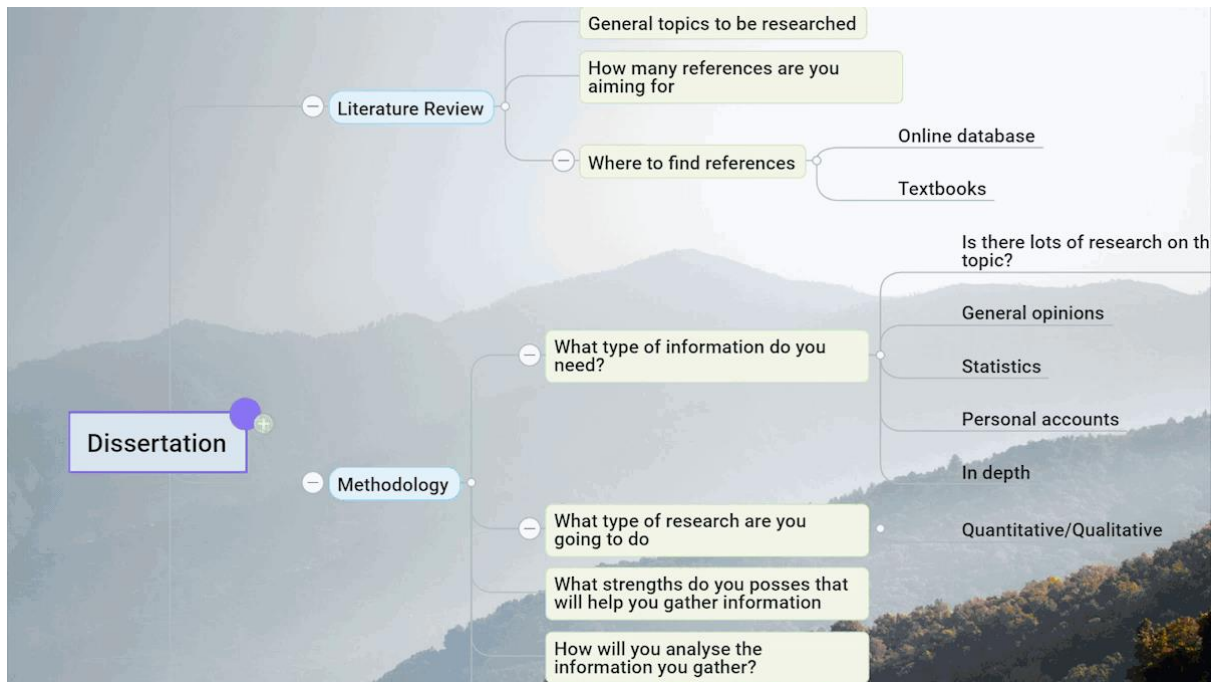 General topics to be researched
How many references are you
aiming for
Literature Review
Where to find references
Online database
Textbooks
Is there lots of research on
topic?
General opinions
What type of information do you
need?
Statistics
Personal accounts
In depth
Dissertation
Methodology
What type of research are you
going to do
Quantitative/Qualitative
What strengths do you posses that
will help you gather information
How will you analyse the
information you gather?